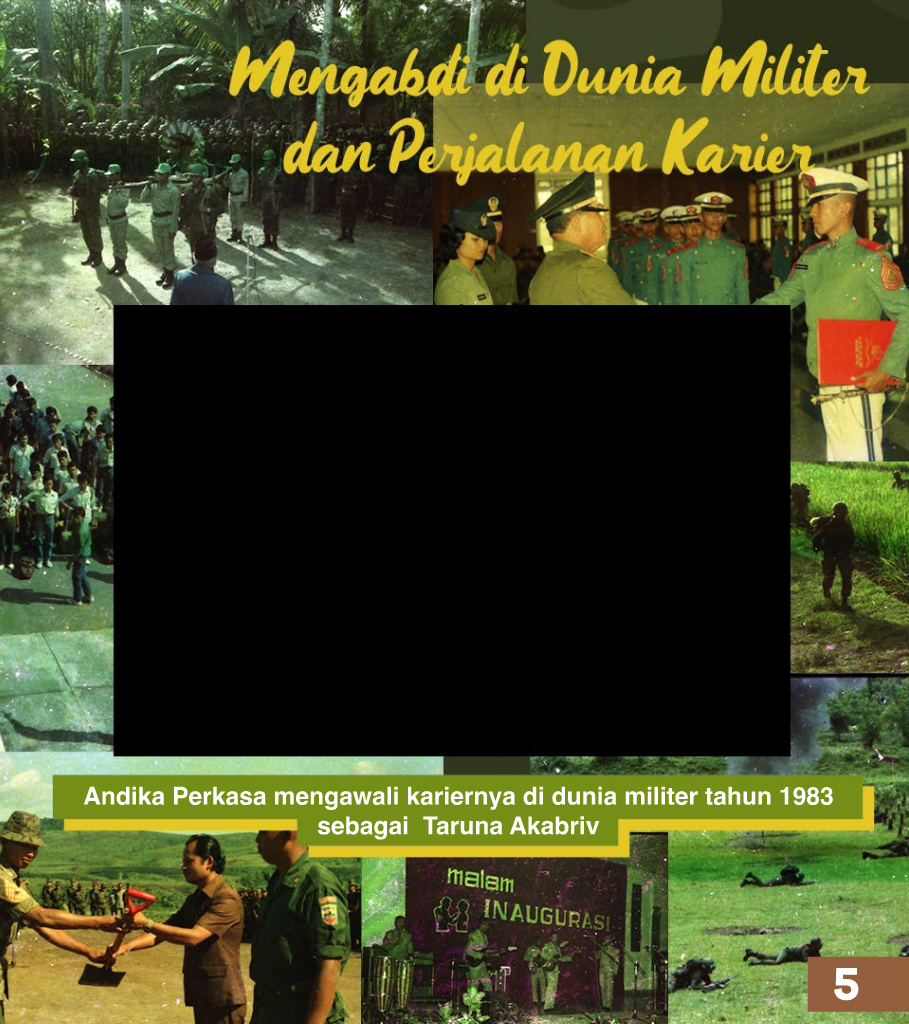 Mengabdi di Dunia Militer
dan Perjalanan Karier
Andika Perkasa mengawali kariernya di dunia militer tahun 1983
sebagai  Taruna Akabriv
malam
INAUGURASI
5